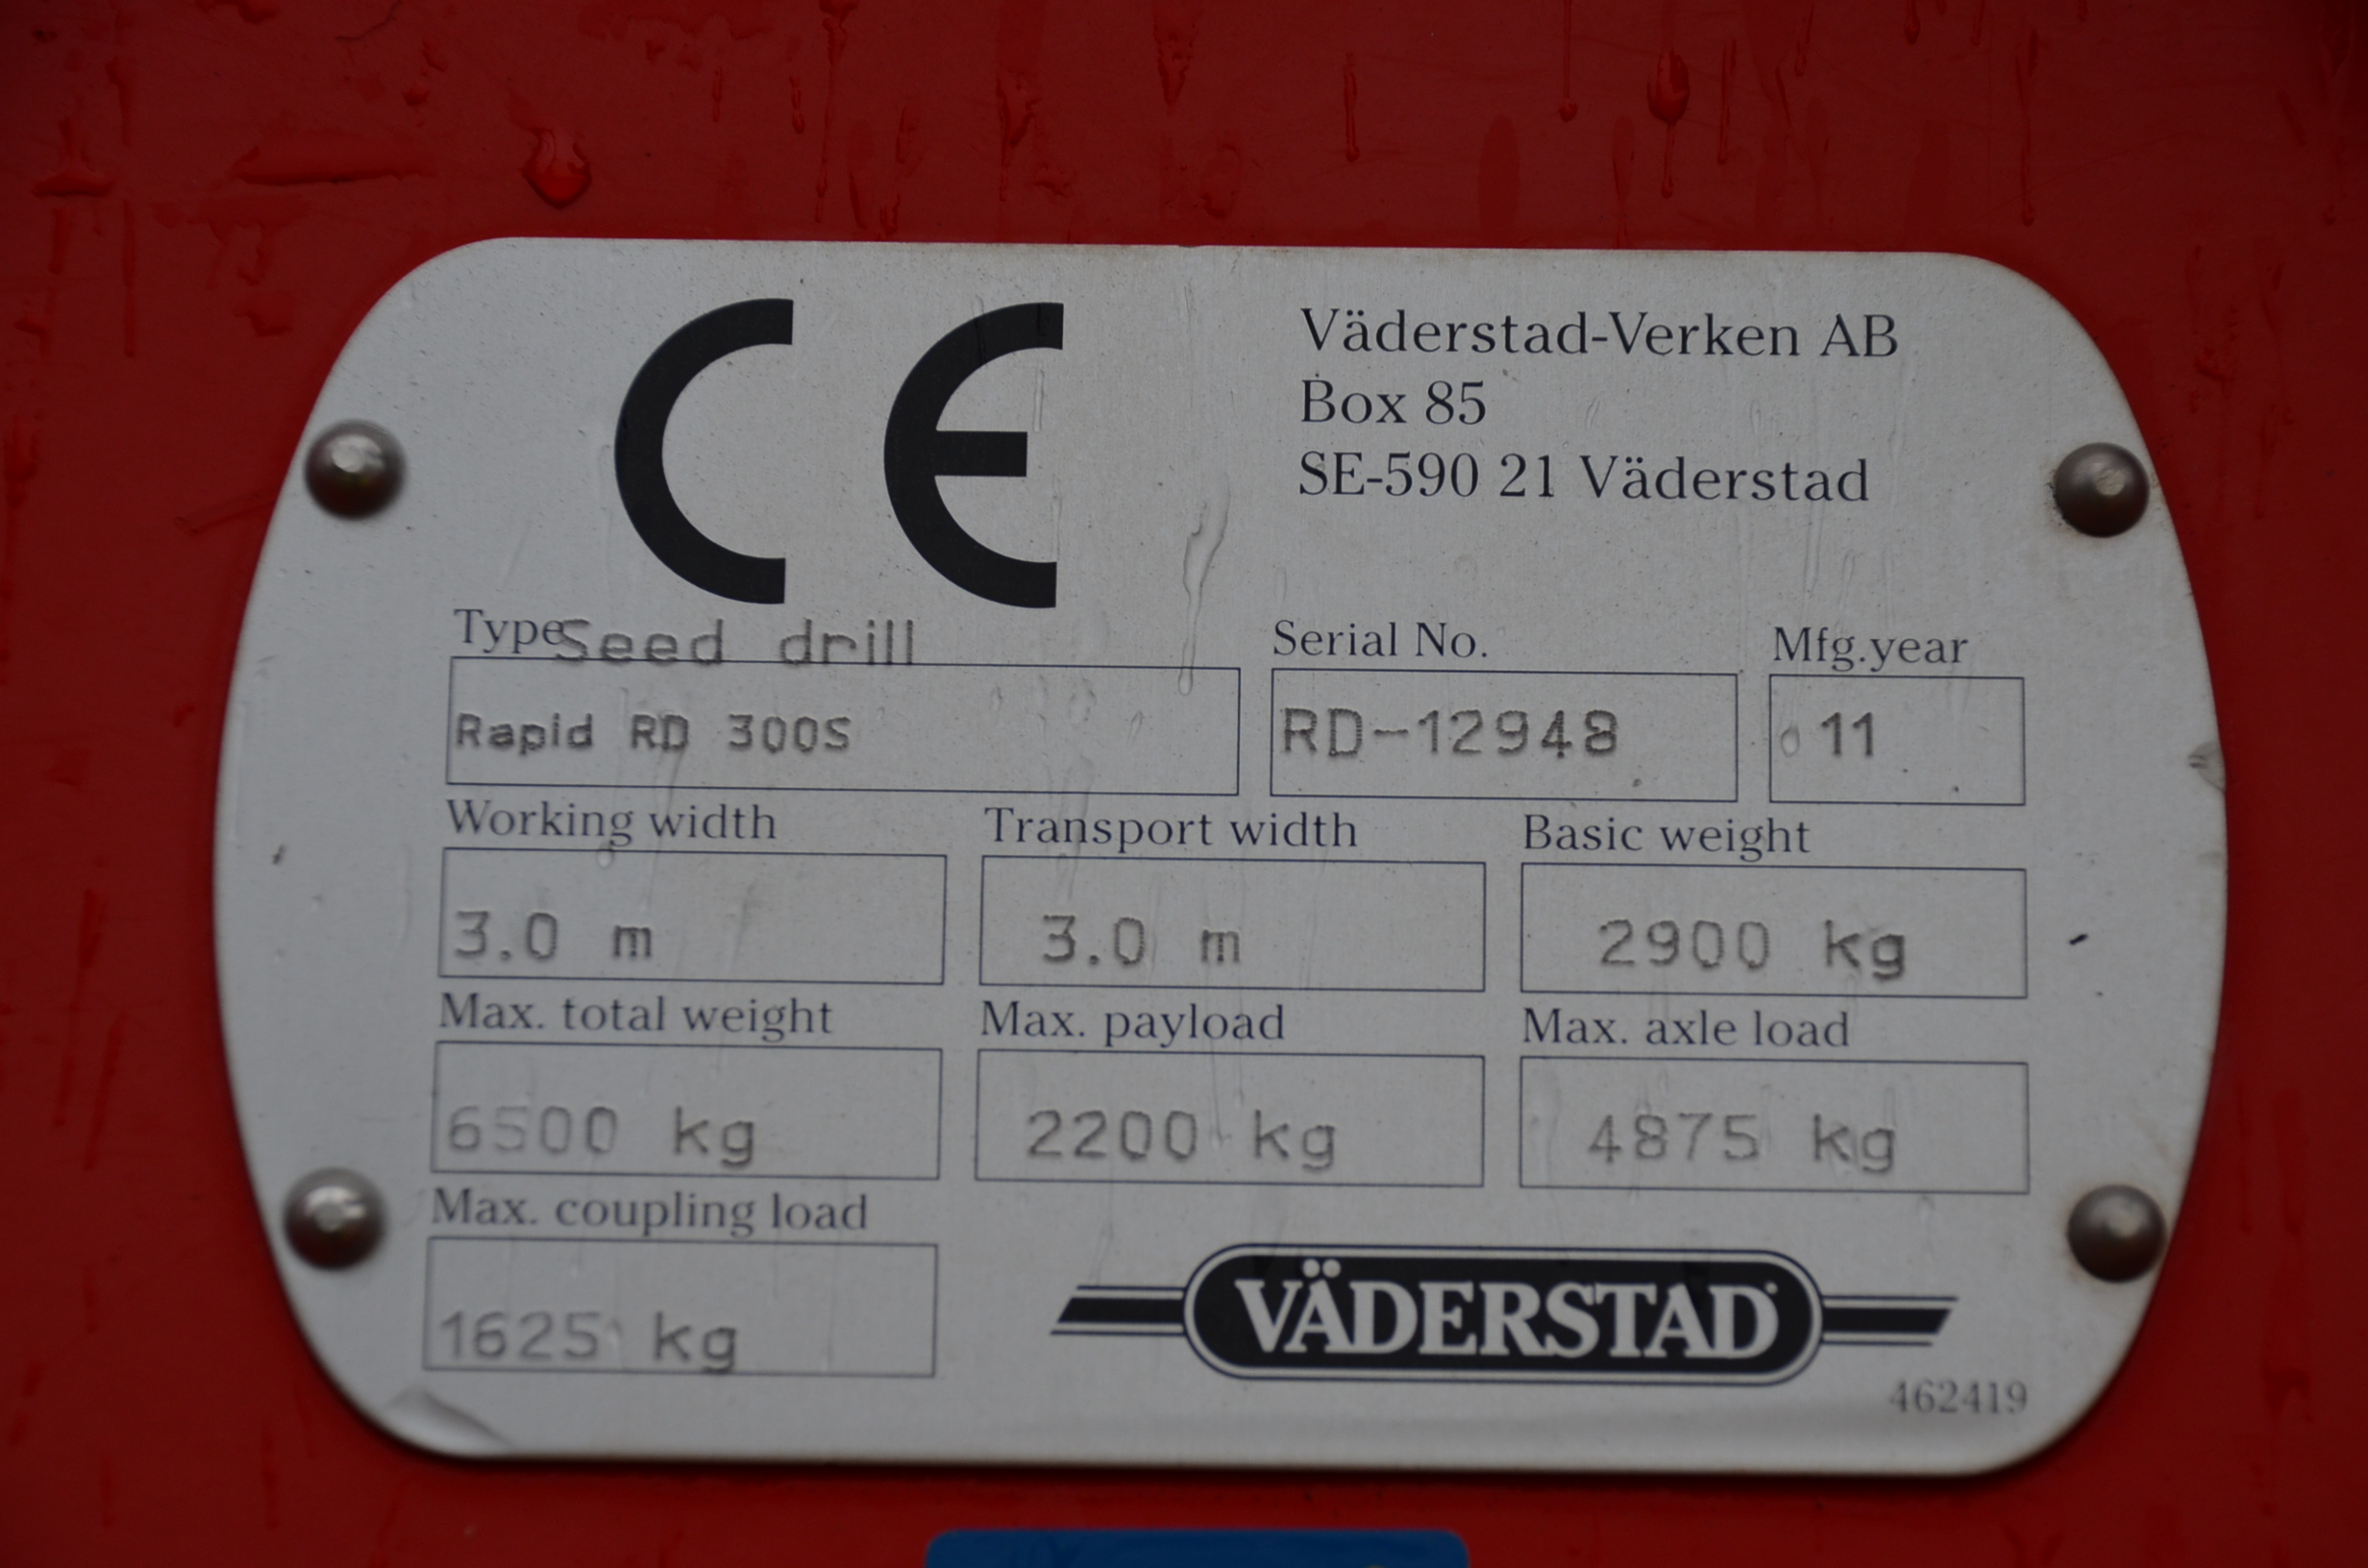 CE
Väderstad-Verken AB
Box 85
SE-590 21 Väderstad
Type Seed drill
Serial No.
Mfg.year
Rapid RD 300S
RD-12948
11
Working width
Transport width
Basic weight
3.0 m
3.0 m
2900 kg
Max. total weight
Max. payload
Max. axle load
6500 kg
2200 kg
4875 kg
Max. coupling load
1625 kg
VÄDERSTAD
462419